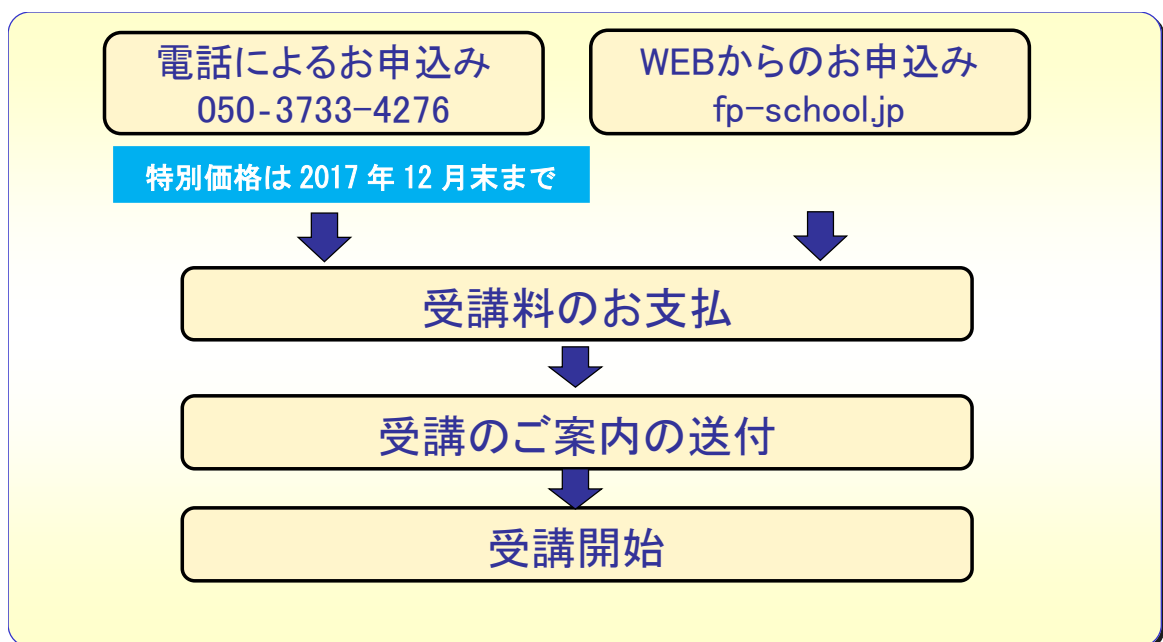 電話によるお申込み
050-3733-4276
WEBからのお申込み
fp-school.jp
特別価格は 2017 年 12 月末まで
受講料のお支払
受講のご案内の送付
受講開始